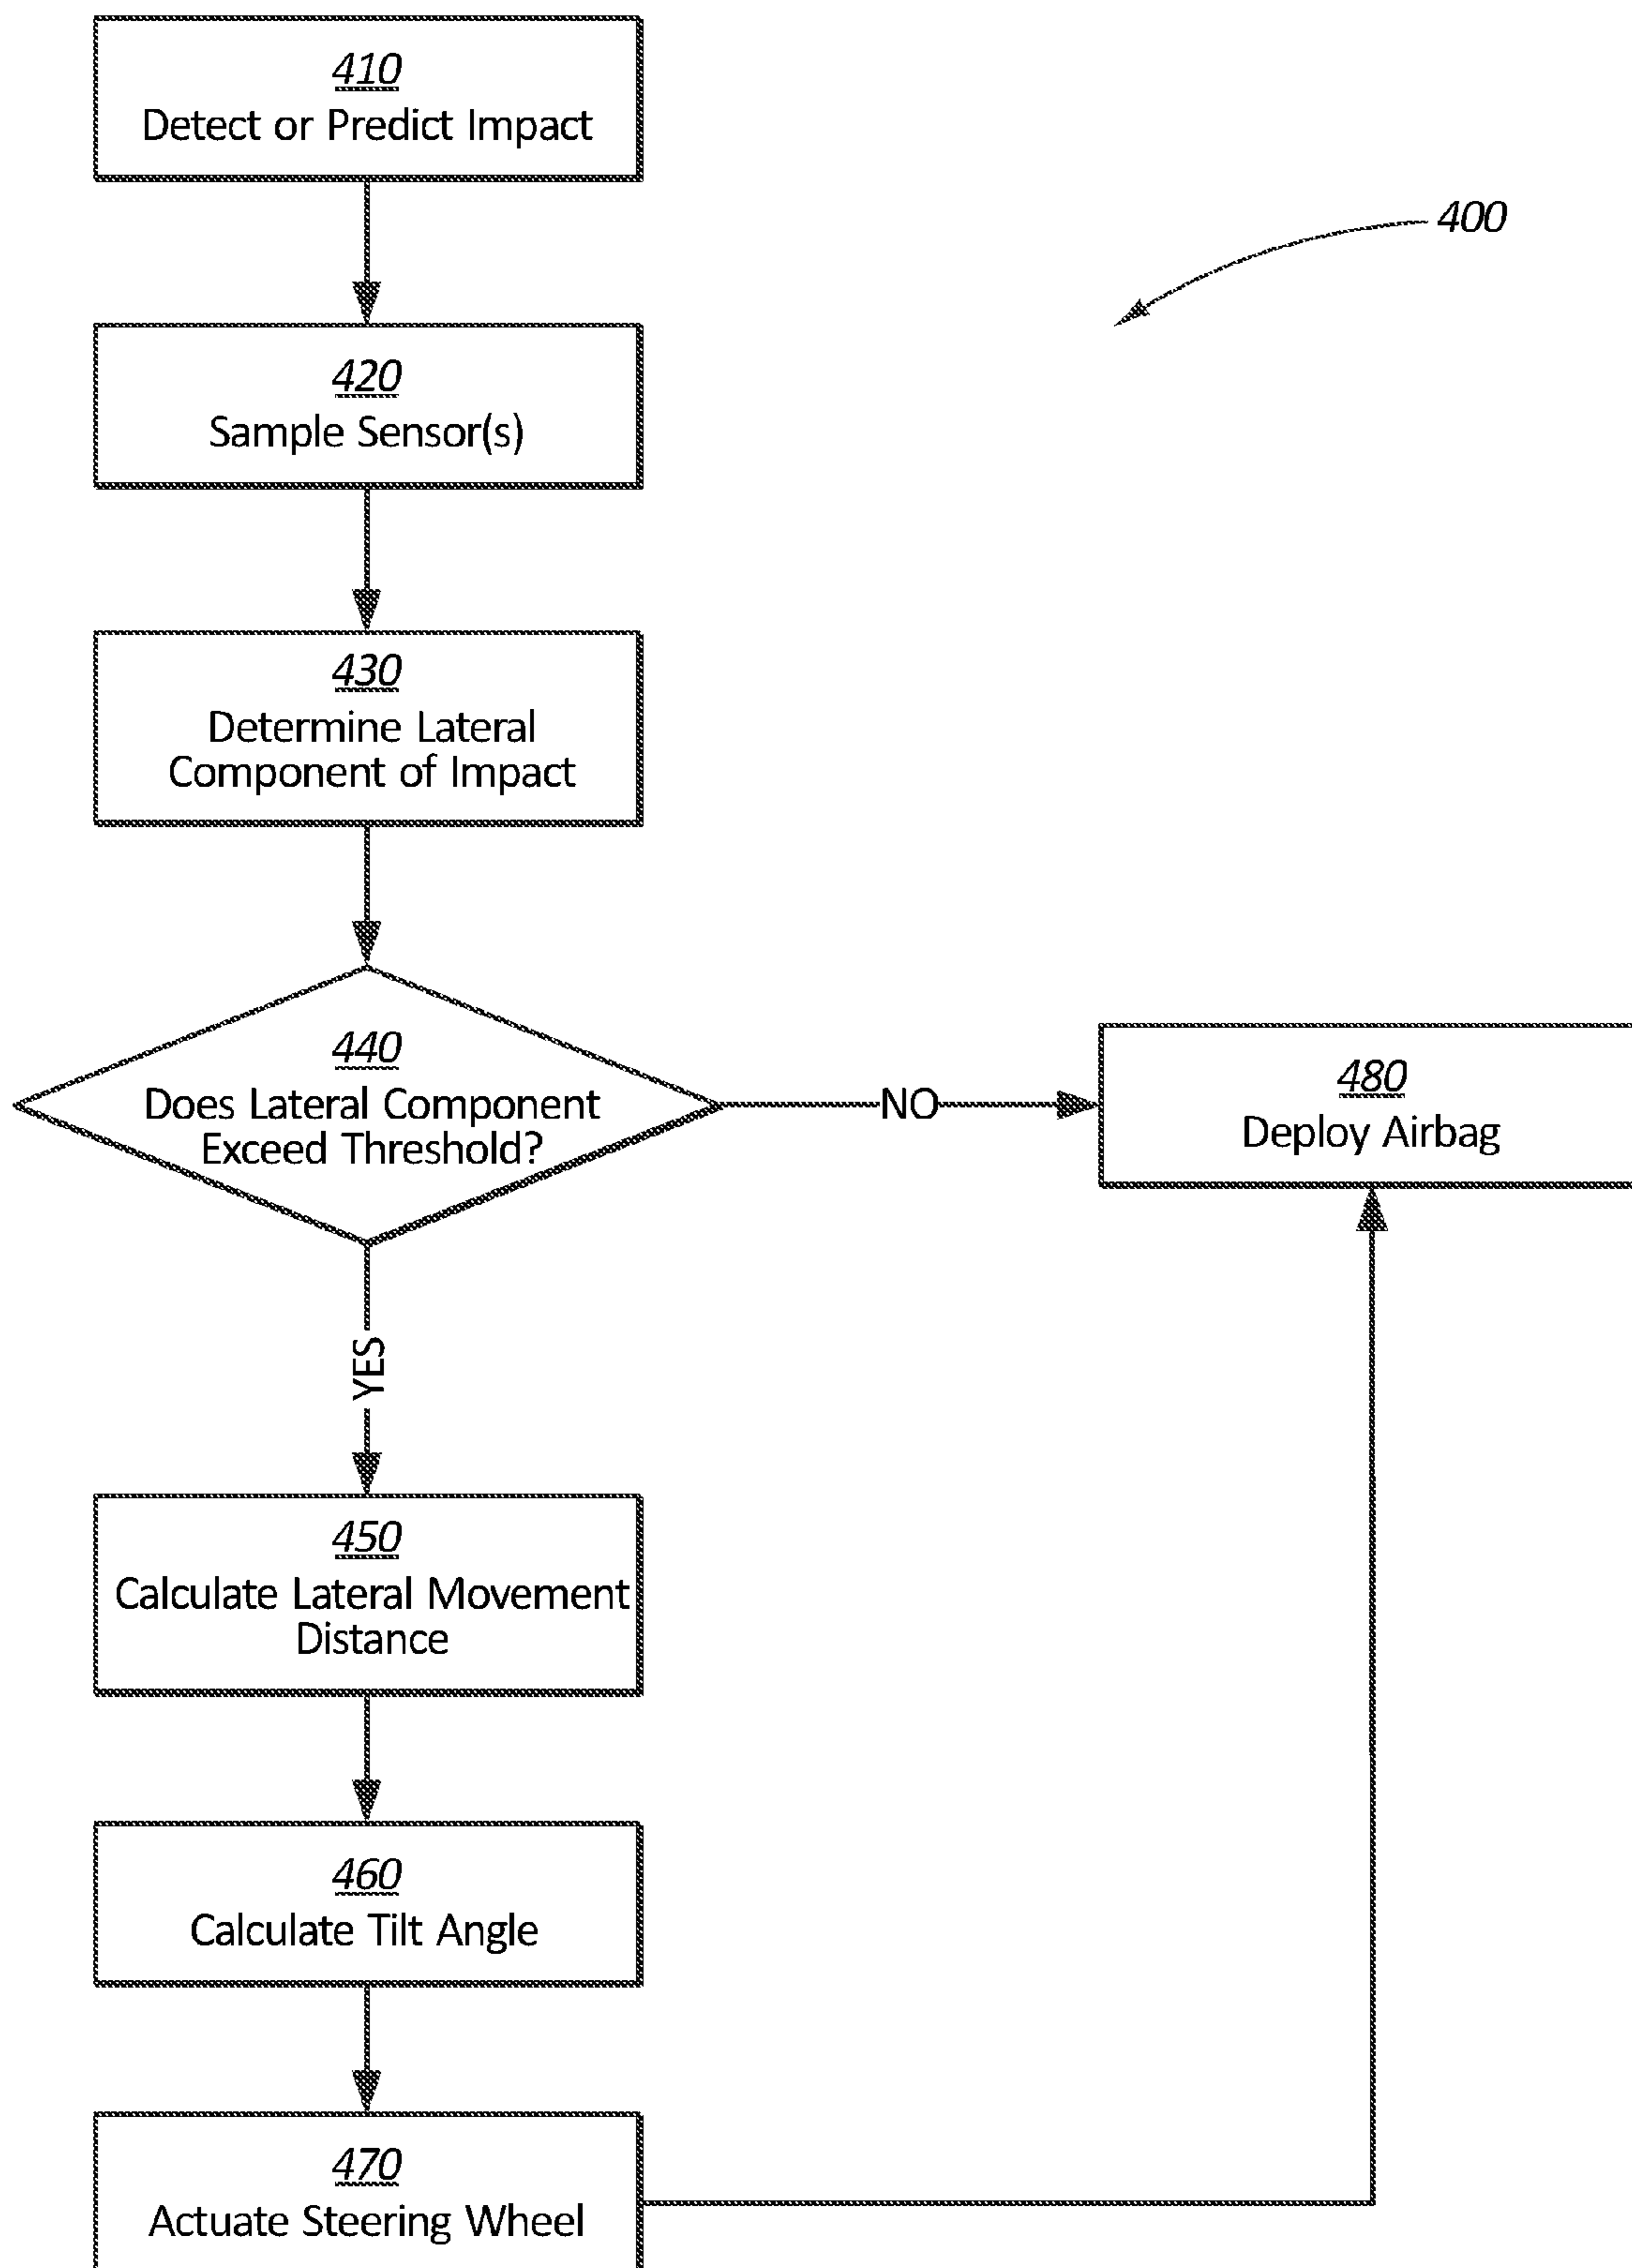 410
Detect or Predict Impact
400
420
Sample Sensor(s)
430
Determine Lateral
Component of Impact
440
Does Lateral Component
Exceed Threshold?
NO
480
Deploy Airbag
YES
450
Calculate Lateral Movement
Distance
460
Calculate Tilt Angle
470
Actuate Steering Wheel